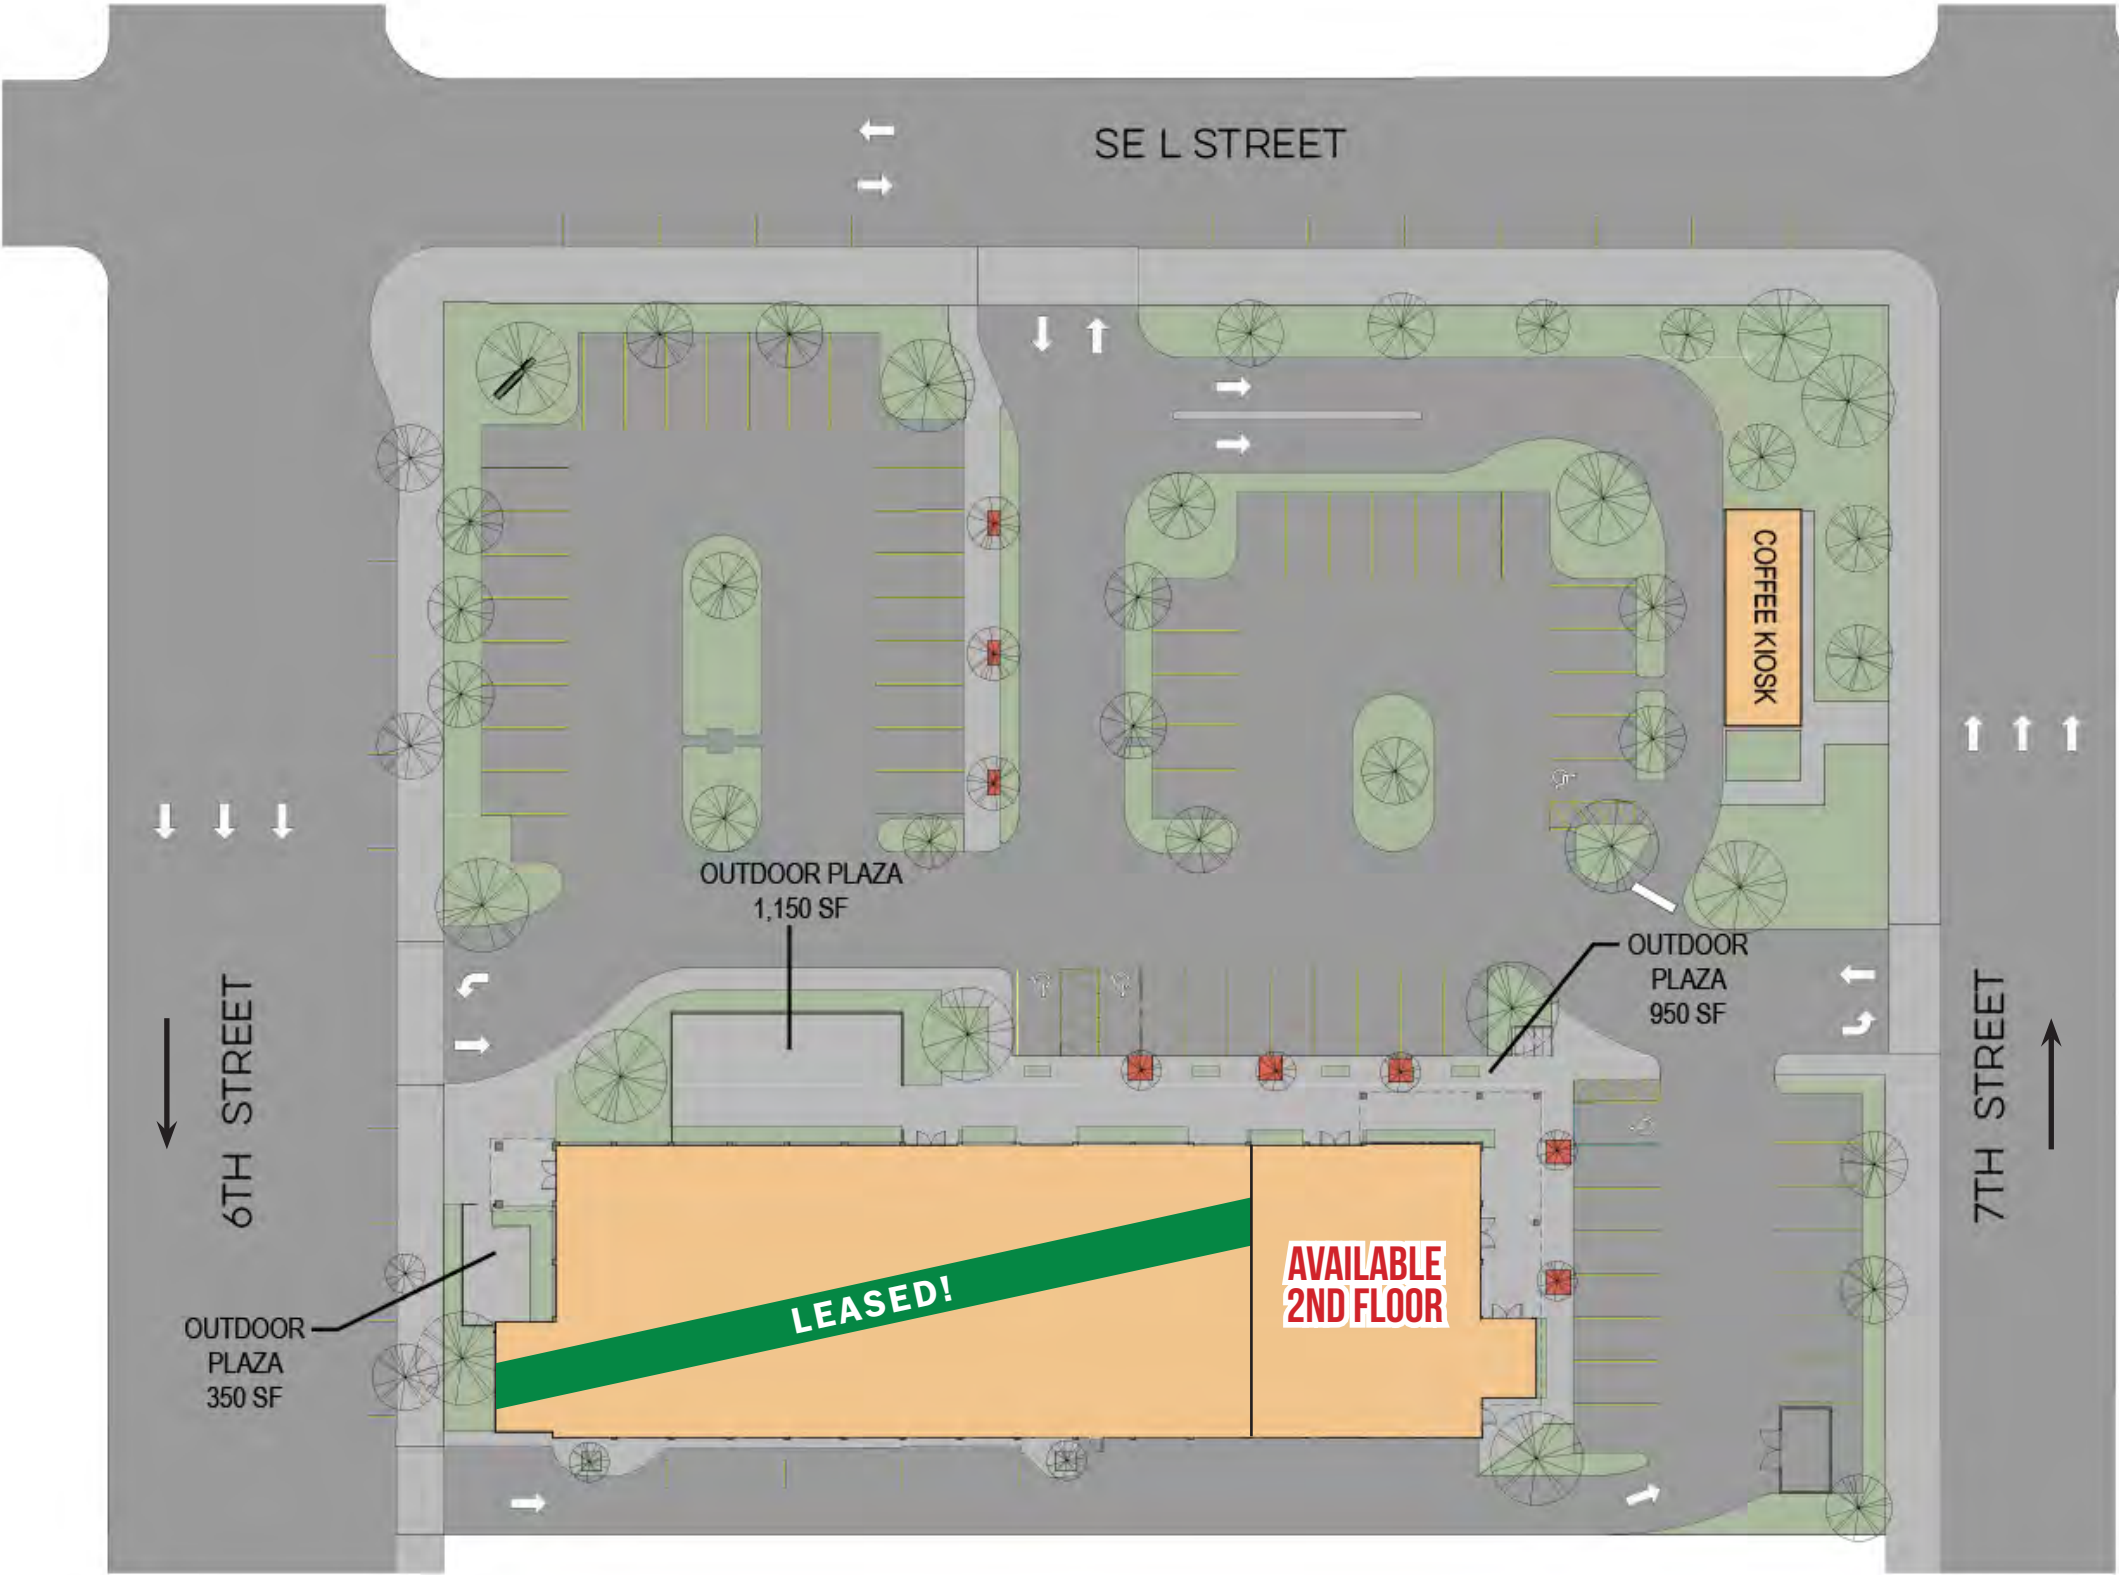 SE L STREET
COFFEE KIOSK
OUTDOOR PLAZA
1,150 SF
OUTDOOR
PLAZA
950 SF
6TH STREET
7TH STREET
LEASED!
AVAILABLE
2ND FLOOR
OUTDOOR
PLAZA
350 SF